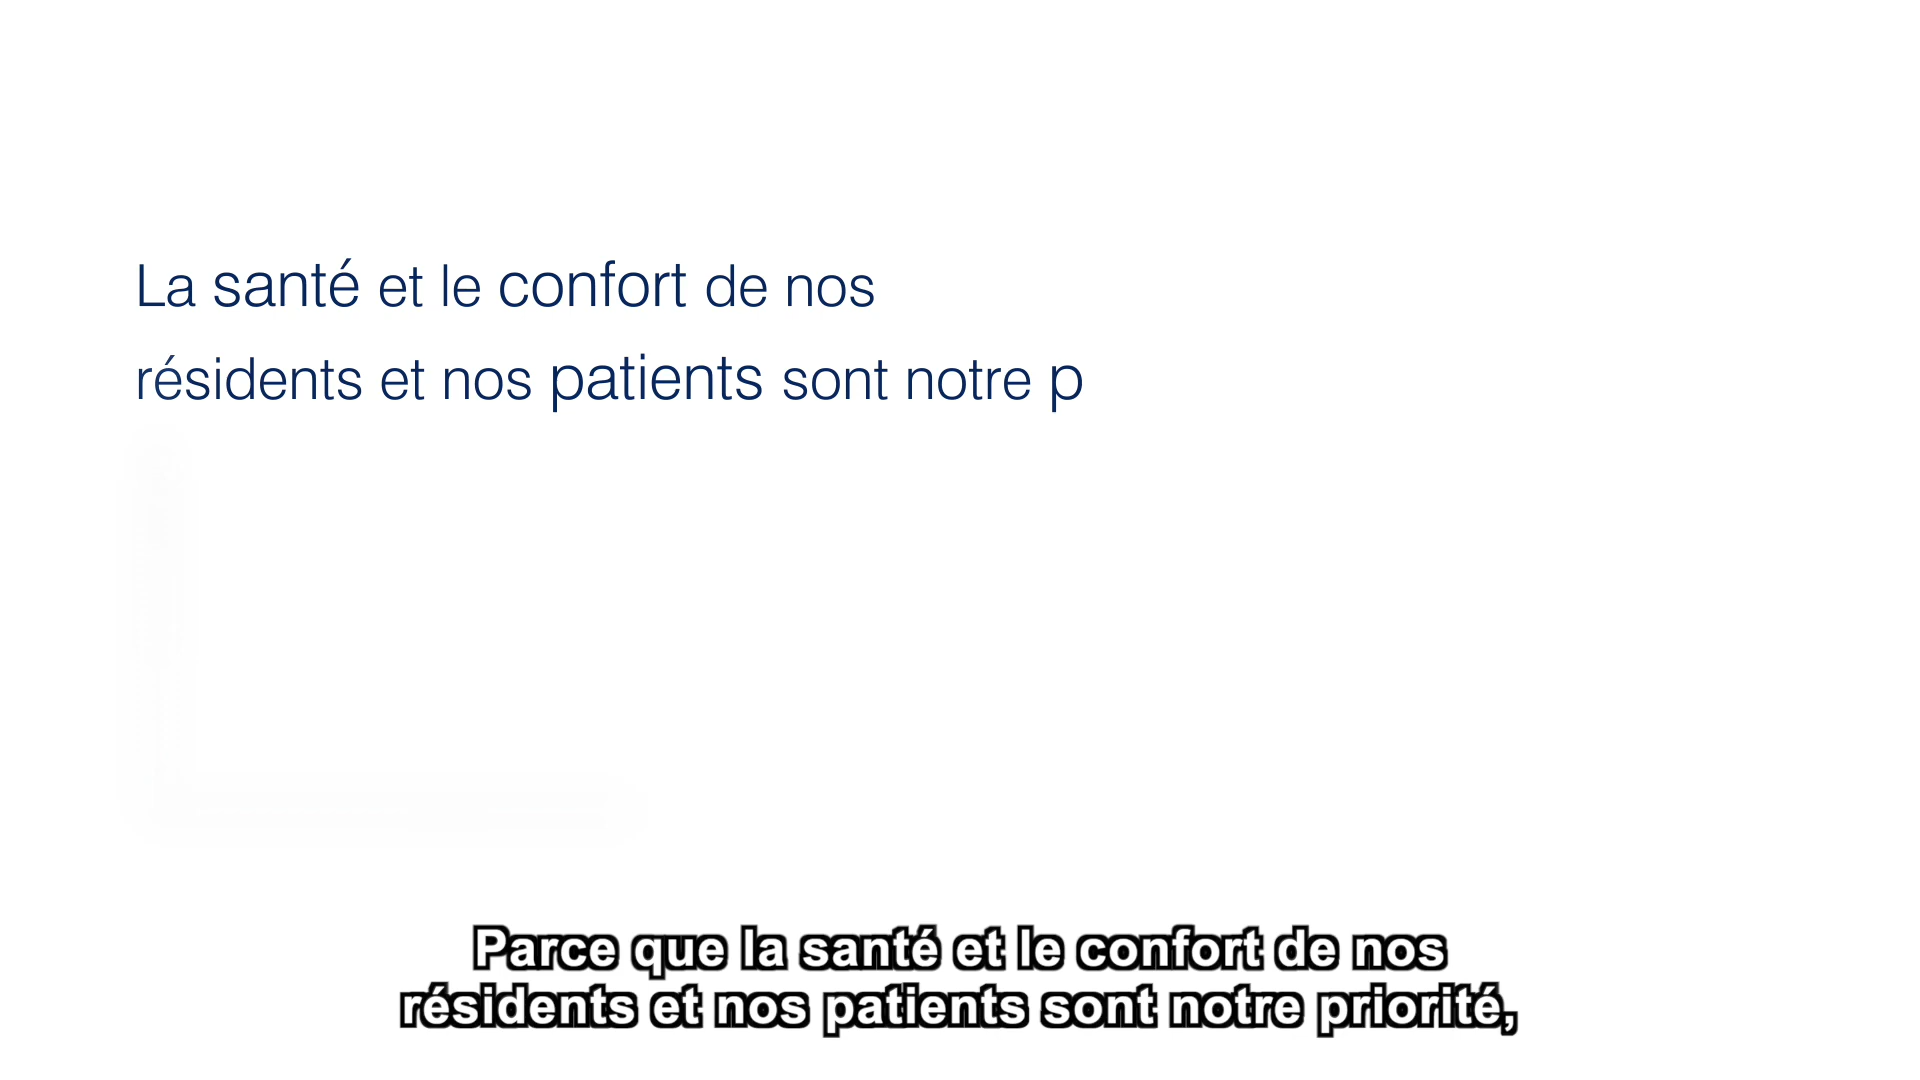 La santé et le confort de nos
résidents et nos patients sont notre p
Parce que la santé et le confort de nos
résidents et nos patients sont notre priorité,